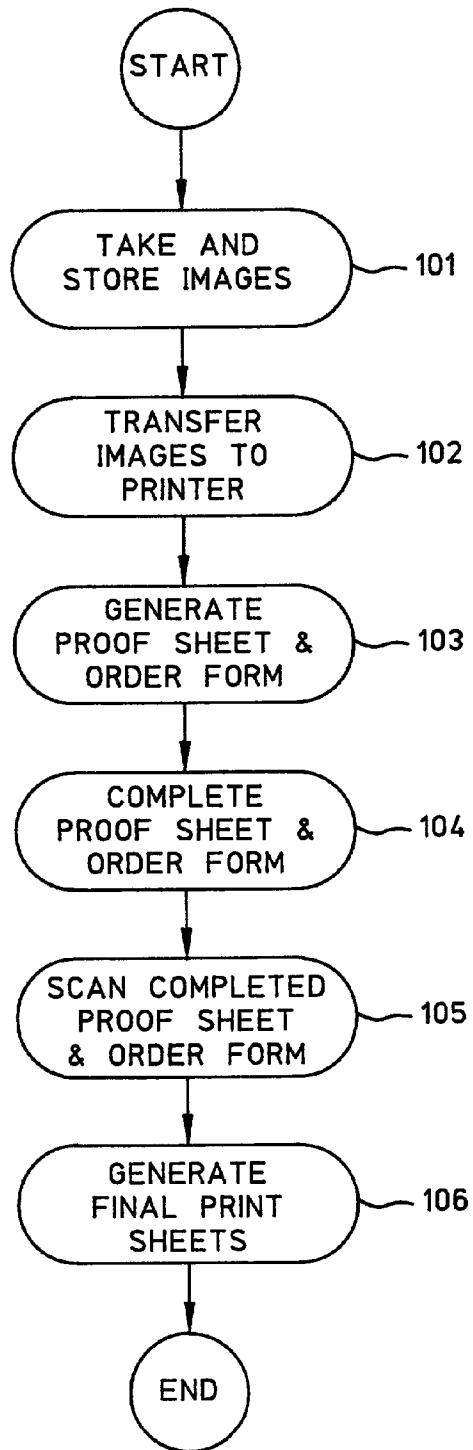 START
TAKE AND
STORE IMAGES
101
TRANSFER
IMAGES TO
PRINTER
102
GENERATE
PROOF SHEET &
ORDER FORM
103
COMPLETE
PROOF SHEET &
ORDER FORM
104
SCAN COMPLETED
PROOF SHEET
& ORDER FORM
105
GENERATE
FINAL PRINT
SHEETS
106
END